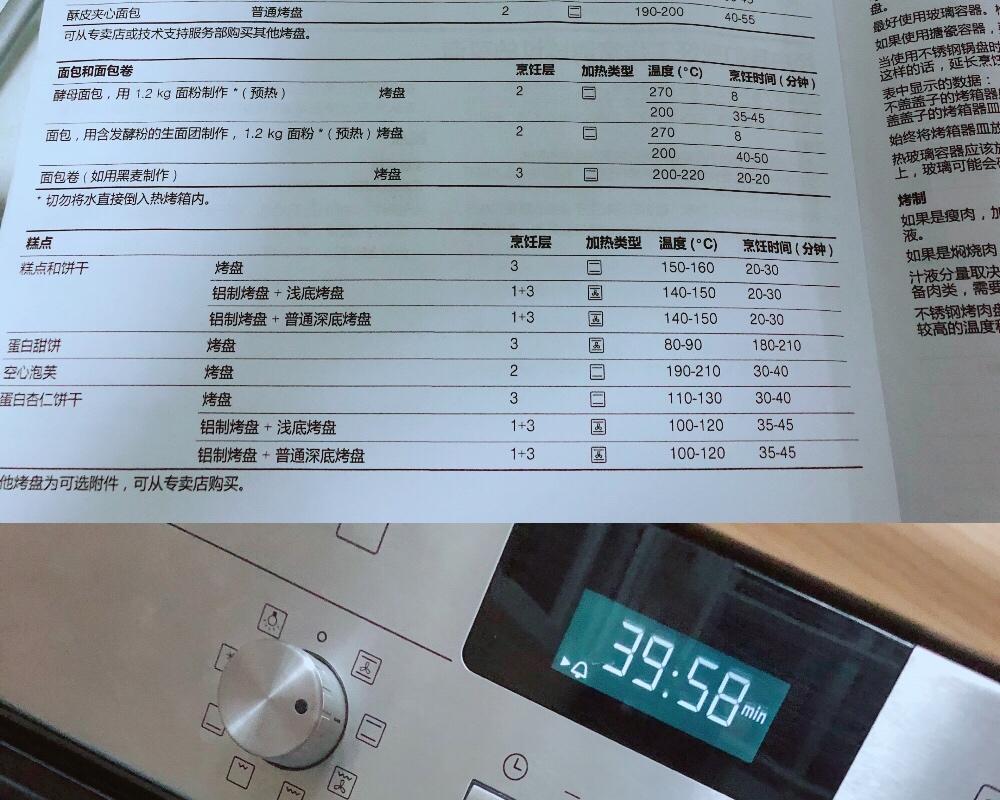 酥皮夹心面包 普通烤盘 2 190-200 40-55
可从专卖店或技术支持服务部购买其他烤盘。
面包和面包卷 烹饪层 加热类型 温度 (°C) 烹饪时间 (分钟)
酵母面包，用 1.2 kg 面粉制作 * (预热) 烤盘 2 270 8
200 35-45
面包，用含发酵粉的生面团制作，1.2 kg 面粉 * (预热) 烤盘 2 270 8
200 40-50
面包卷 (如用黑麦制作) 烤盘 3 200-220 20-20
* 切勿将水直接倒入热烤箱内。
糕点 烹饪层 加热类型 温度 (°C) 烹饪时间 (分钟)
糕点和饼干 烤盘 3 150-160 20-30
铝制烤盘 + 浅底烤盘 1+3 140-150 20-30
铝制烤盘 + 普通深底烤盘 1+3 140-150 20-30
蛋白甜饼 烤盘 3 80-90 180-210
空心泡芙 烤盘 2 190-210 30-40
蛋白杏仁饼干 烤盘 3 110-130 30-40
铝制烤盘 + 浅底烤盘 1+3 100-120 35-45
铝制烤盘 + 普通深底烤盘 1+3 100-120 35-45
他烤盘为可选附件，可从专卖店购买。
盘。
最好使用玻璃容器。
如果使用搪瓷容器，
当使用不锈钢锅盘时
这样的话，延长烹饪
表中显示的数据：
不盖盖子的烤箱器皿
盖盖子的烤箱器皿
始终将烤箱器皿放
热玻璃容器应该放
上，玻璃可能会
烤制
如果是瘦肉，加
液。
如果是焖烧肉
汁液分量取决
备肉类，需要
不锈钢烤肉盘
较高的温度和
39:58 min